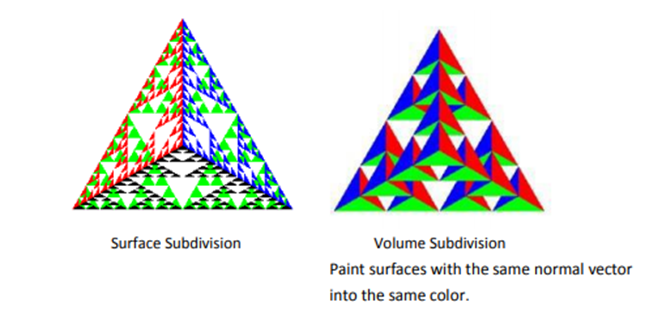 Surface Subdivision
Volume Subdivision
Paint surfaces with the same normal vector
into the same color.